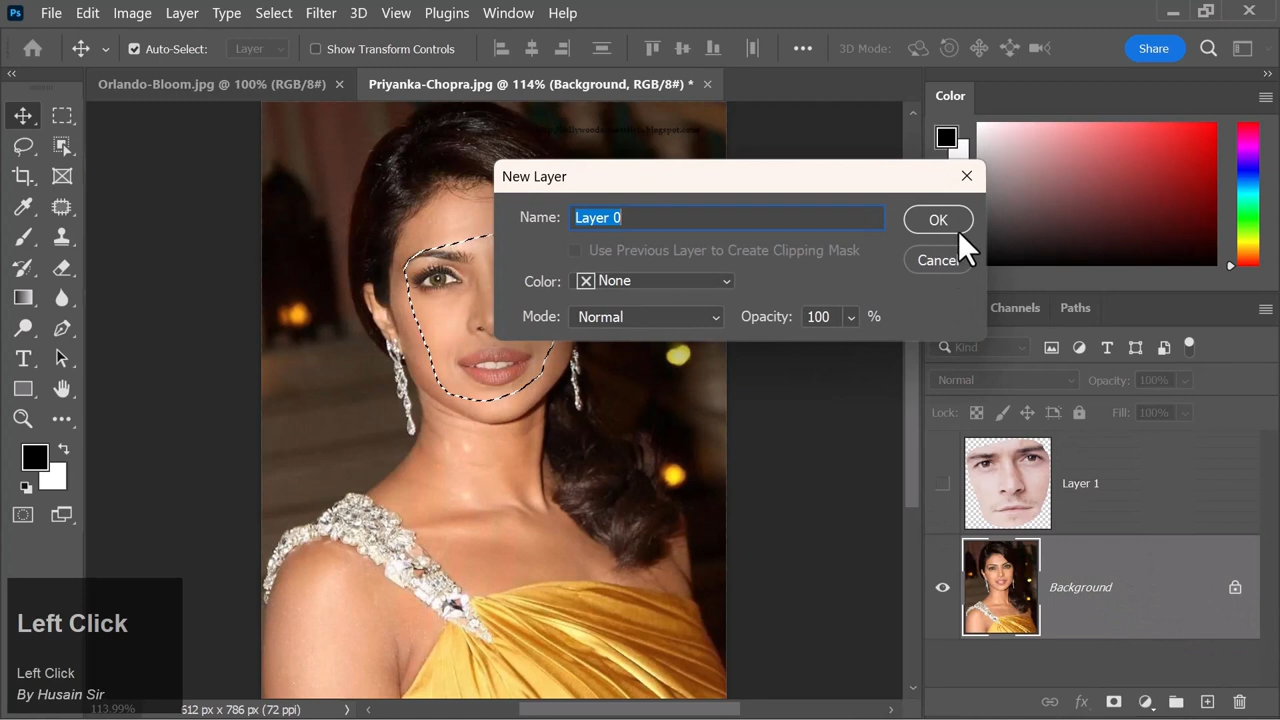 Ps File Edit Image Layer Type Select Filter 3D View Plugins Window Help
Auto-Select: Layer Show Transform Controls 3D Mode: Share
Orlando-Bloom.jpg @ 100% (RGB/8#) Priyanka-Chopra.jpg @ 114% (Background, RGB/8#) *
Color
New Layer
Name: Layer 0 OK
Use Previous Layer to Create Clipping Mask Cancel
Color: None
Mode: Normal Opacity: 100 %
Channels Paths
Kind
Normal Opacity: 100%
Lock: Fill: 100%
Layer 1
Background
Left Click
Left Click
By Husain Sir
113.99% 512 px x 786 px (72 ppi)